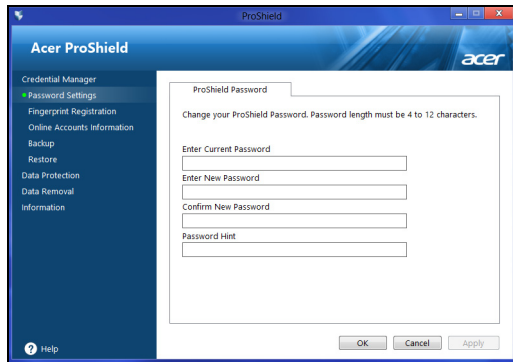 ProShield
Acer ProShield
acer
Credential Manager
Password Settings
Fingerprint Registration
Online Accounts Information
Backup
Restore
Data Protection
Data Removal
Information
Help
ProShield Password
Change your ProShield Password. Password length must be 4 to 12 characters.
Enter Current Password
Enter New Password
Confirm New Password
Password Hint
OK
Cancel
Apply